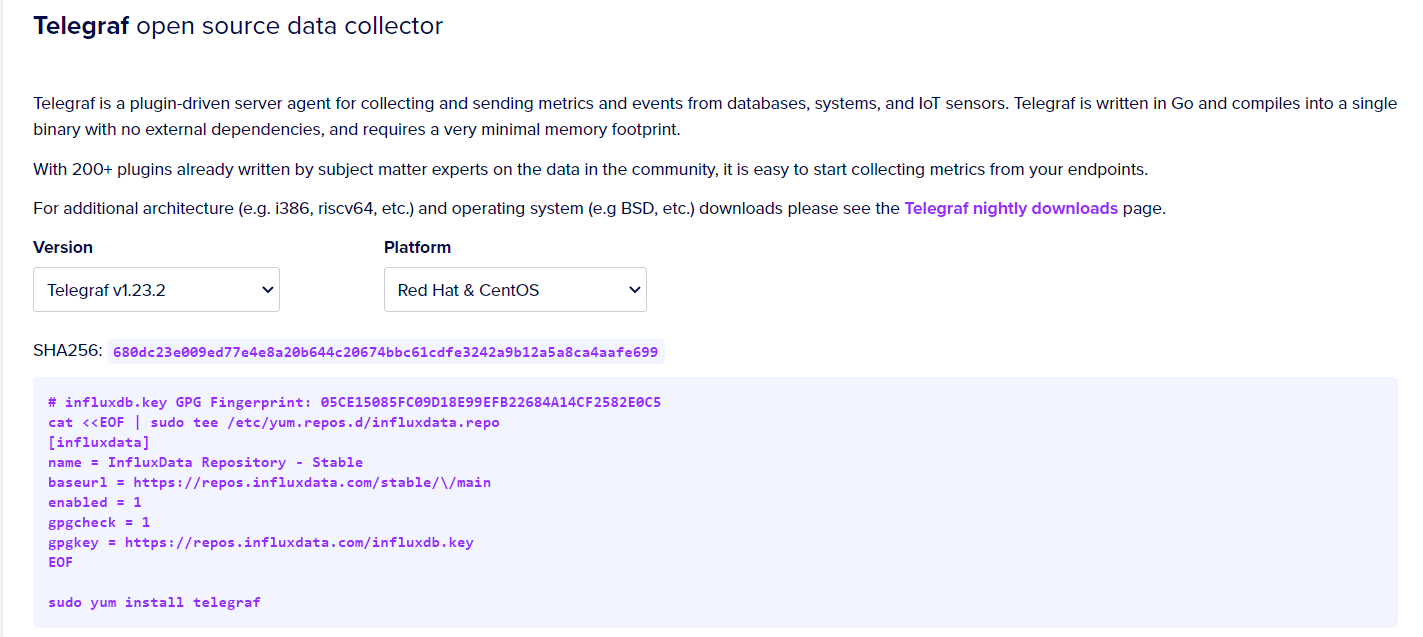 Telegraf open source data collector
Telegraf is a plugin-driven server agent for collecting and sending metrics and events from databases, systems, and IoT sensors. Telegraf is written in Go and compiles into a single
binary with no external dependencies, and requires a very minimal memory footprint.
With 200+ plugins already written by subject matter experts on the data in the community, it is easy to start collecting metrics from your endpoints.
For additional architecture (e.g. i386, riscv64, etc.) and operating system (e.g BSD, etc.) downloads please see the Telegraf nightly downloads page.
Version Platform
Telegraf v1.23.2 Red Hat & CentOS
SHA256: 680dc23e009ed77e4e8a20b644c20674bbc61cdfe3242a9b12a5a8ca4aafe699
# influxdb.key GPG Fingerprint: 05CE15085FC09D18E99EFB22684A14CF2582E0C5
cat <<EOF | sudo tee /etc/yum.repos.d/influxdata.repo
[influxdata]
name = InfluxData Repository - Stable
baseurl = https://repos.influxdata.com/stable/\/main
enabled = 1
gpgcheck = 1
gpgkey = https://repos.influxdata.com/influxdb.key
EOF
sudo yum install telegraf